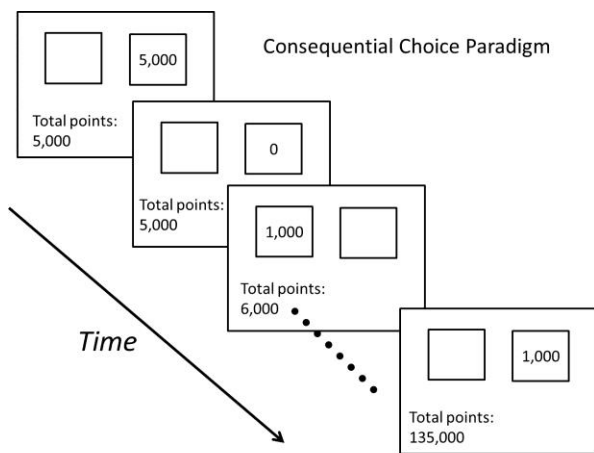 Consequential Choice Paradigm
5,000
Total points:
5,000
0
Total points:
5,000
1,000
Total points:
6,000
Time
1,000
Total points:
135,000